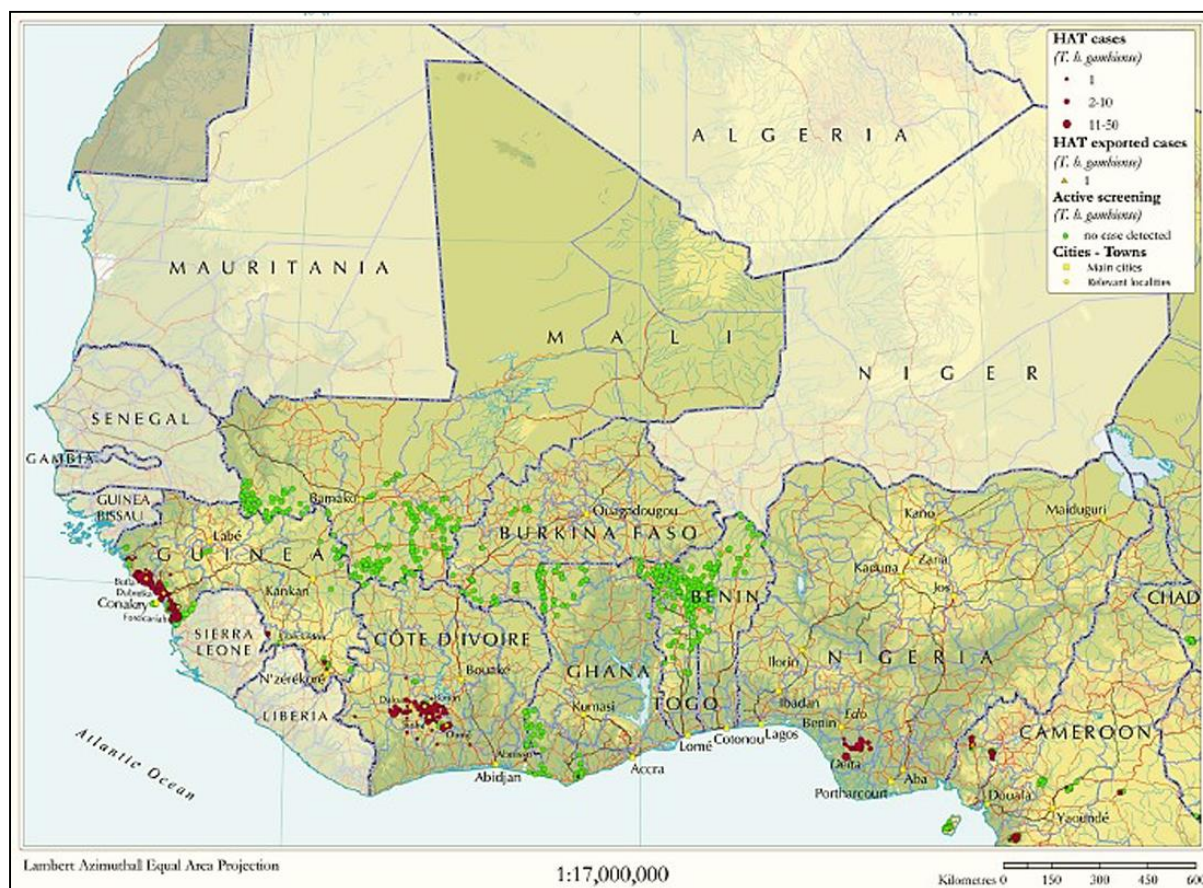 HAT cases
(T. b. gambiense)
1
2-10
11-50
HAT exported cases
(T. b. gambiense)
1
Active screening
(T. b. gambiense)
no case detected
Cities - Towns
Main cities
Relevant localities
ALGERIA
MAURITANIA
MALI
NIGER
SENEGAL
GAMBIA
GUINEA
BISSAU
Bamako
Ouagadougou
BURKINA FASO
Kano
Maiduguri
Labé
GUINEA
Zaria
Kaduna
Jos
Boffa
Dubreka
Conakry
Forécariah
Kankan
BENIN
CHAD
SIERRA
LEONE
CÔTE D'IVOIRE
Bouaké
GHANA
Ilorin
NIGERIA
N'zérékoré
LIBERIA
Kumasi
TOGO
Ibadan
Benin
Edo
CAMEROON
Lomé
Cotonou
Lagos
Abidjan
Accra
Delta
Portharcourt
Aba
Douala
Yaoundé
Atlantic Ocean
Lambert Azimuthall Equal Area Projection
1:17,000,000
Kilometres 0 150 300 450 600